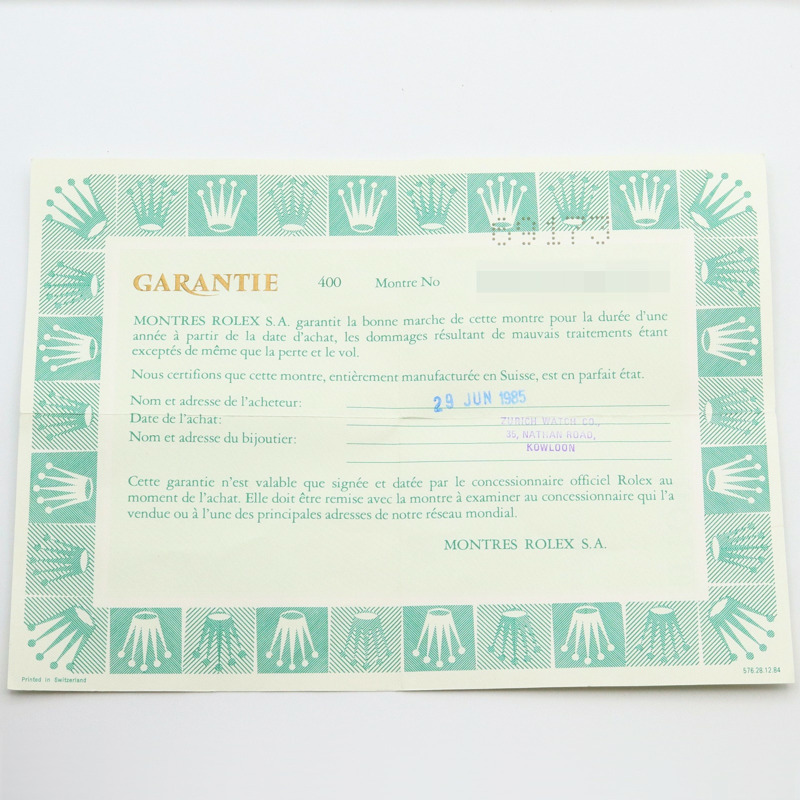 69173
GARANTIE 400 Montre No
MONTRES ROLEX S.A. garantit la bonne marche de cette montre pour la durée d'une
année à partir de la date d'achat, les dommages résultant de mauvais traitements étant
exceptés de même que la perte et le vol.
Nous certifions que cette montre, entièrement manufacturée en Suisse, est en parfait état.
Nom et adresse de l'acheteur:
29 JUN 1985
Date de l'achat:
ZURICH WATCH CO.,
Nom et adresse du bijoutier:
35, NATHAN ROAD,
KOWLOON
Cette garantie n'est valable que signée et datée par le concessionnaire officiel Rolex au
moment de l'achat. Elle doit être remise avec la montre à examiner au concessionnaire qui l'a
vendue ou à l'une des principales adresses de notre réseau mondial.
MONTRES ROLEX S.A.
Printed in Switzerland
576.28.12.84